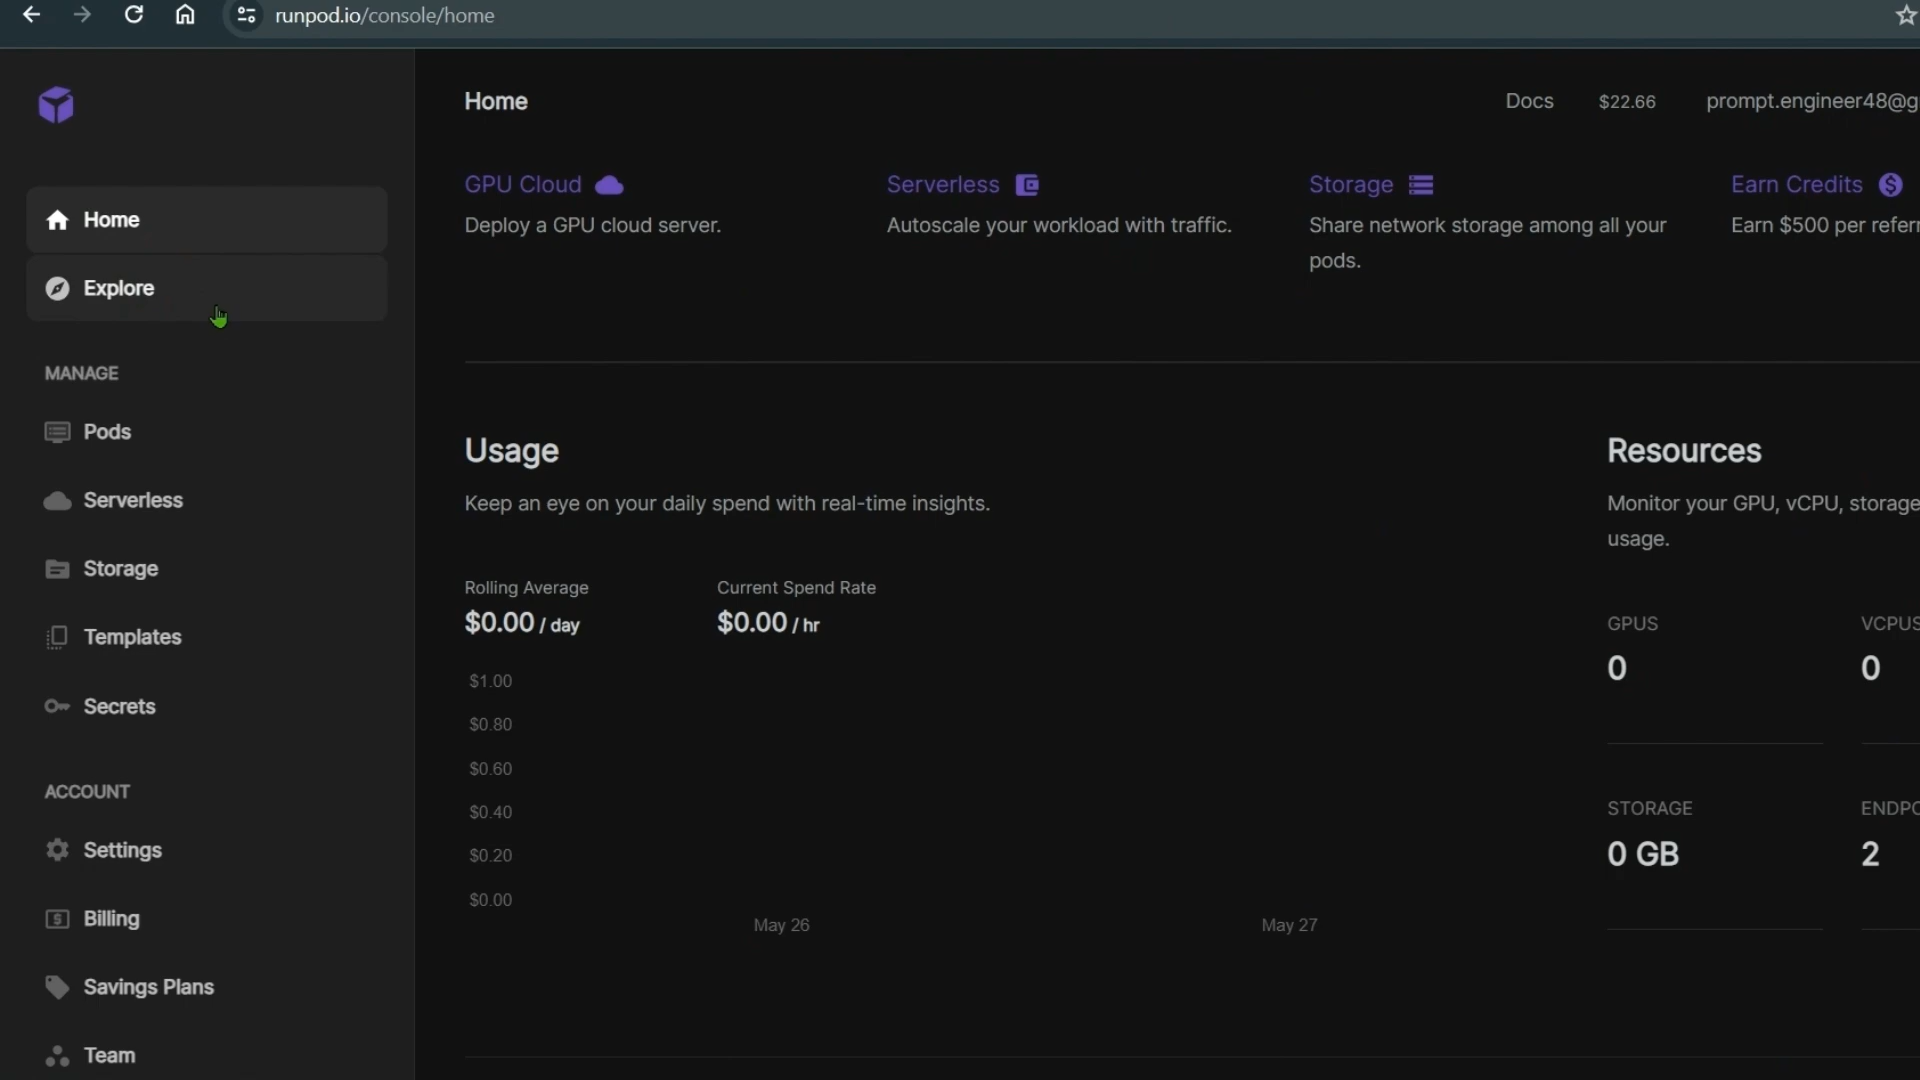 runpod.io/console/home
Home
Docs
$22.66
prompt.engineer48@g
GPU Cloud
Deploy a GPU cloud server.
Serverless
Autoscale your workload with traffic.
Storage
Share network storage among all your
pods.
Earn Credits
Earn $500 per referr
Home
Explore
MANAGE
Pods
Serverless
Storage
Templates
Secrets
ACCOUNT
Settings
Billing
Savings Plans
Team
Usage
Keep an eye on your daily spend with real-time insights.
Rolling Average
$0.00 / day
Current Spend Rate
$0.00 / hr
$1.00
$0.80
$0.60
$0.40
$0.20
$0.00
May 26
May 27
Resources
Monitor your GPU, vCPU, storage
usage.
GPUS
0
VCPUS
0
STORAGE
0 GB
ENDPO
2